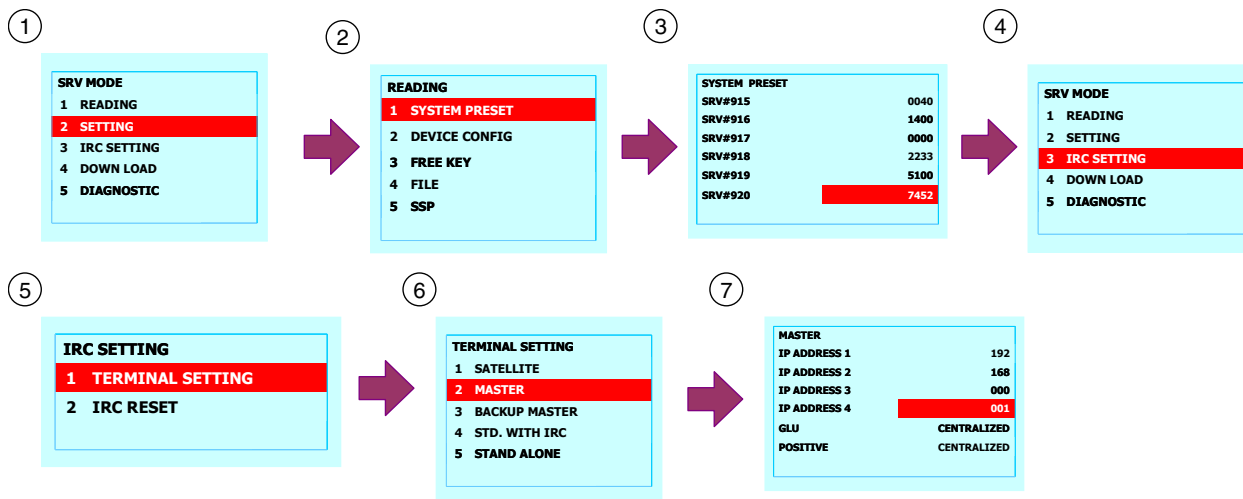 1
SRV MODE
1 READING
2 SETTING
3 IRC SETTING
4 DOWN LOAD
5 DIAGNOSTIC
2
READING
1 SYSTEM PRESET
2 DEVICE CONFIG
3 FREE KEY
4 FILE
5 SSP
3
SYSTEM PRESET
SRV#915 0040
SRV#916 1400
SRV#917 0000
SRV#918 2233
SRV#919 5100
SRV#920 7452
4
SRV MODE
1 READING
2 SETTING
3 IRC SETTING
4 DOWN LOAD
5 DIAGNOSTIC
5
IRC SETTING
1 TERMINAL SETTING
2 IRC RESET
6
TERMINAL SETTING
1 SATELLITE
2 MASTER
3 BACKUP MASTER
4 STD. WITH IRC
5 STAND ALONE
7
MASTER
IP ADDRESS 1 192
IP ADDRESS 2 168
IP ADDRESS 3 000
IP ADDRESS 4 001
GLU CENTRALIZED
POSITIVE CENTRALIZED